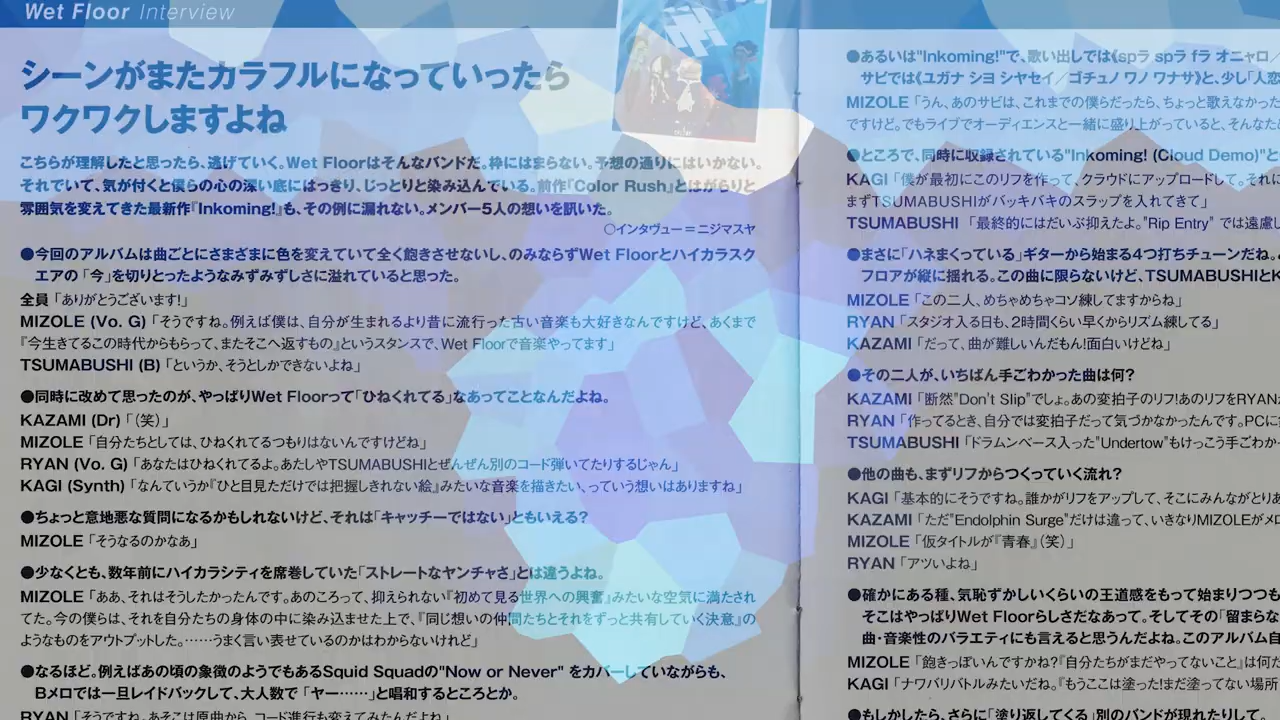 Wet Floor Interview
シーンがまたカラフルになっていったら
ワクワクしますよね
こちらが理解したと思ったら、逃げていく。Wet Floorはそんなバンドだ。枠にはまらない。予想の通りにはいかない。
それでいて、気が付くと僕らの心の深い底にはっきり、じっとりと染み込んでいる。前作『Color Rush』とはがらりと
雰囲気を変えてきた最新作『Inkoming!』も、その例に漏れない。メンバー5人の想いを訊いた。
○インタヴュー=ニジマスヤ
●今回のアルバムは曲ごとにさまざまに色を変えていて全く飽きさせないし、のみならずWet Floorとハイカラスク
エアの「今」を切りとったようなみずみずしさに溢れていると思った。
全員「ありがとうございます!」
MIZOLE (Vo. G)「そうですね。例えば僕は、自分が生まれるより昔に流行った古い音楽も大好きなんですけど、あくまで
『今生きてるこの時代からもらって、またそこへ返すもの』というスタンスで、Wet Floorで音楽やってます」
TSUMABUSHI (B)「というか、そうとしかできないよね」
●同時に改めて思ったのが、やっぱりWet Floorって「ひねくれてる」なあってことなんだよね。
KAZAMI (Dr)「(笑)」
MIZOLE「自分たちとしては、ひねくれてるつもりはないんですけどね」
RYAN (Vo. G)「あなたはひねくれてるよ。あたしやTSUMABUSHIとぜんぜん別のコード弾いてたりするじゃん」
KAGI (Synth)「なんていうか『ひと目見ただけでは把握しきれない絵』みたいな音楽を描きたい、っていう想いはありますね」
●ちょっと意地悪な質問になるかもしれないけど、それは「キャッチーではない」ともいえる?
MIZOLE「そうなるのかなあ」
●少なくとも、数年前にハイカラシティを席巻していた「ストレートなヤンチャさ」とは違うよね。
MIZOLE「ああ、それはそうしたかったんです。あのころって、抑えられない『初めて見る世界への興奮』みたいな空気に満たされ
てた。今の僕らは、それを自分たちの身体の中に染み込ませた上で、『同じ想いの仲間たちとそれをずっと共有していく決意』の
ようなものをアウトプットした。……うまく言い表せているのかはわからないけれど」
●なるほど。例えばあの頃の象徴のようでもあるSquid Squadの"Now or Never" をカバーしていながらも、
Bメロでは一旦レイドバックして、大人数で「ヤー……」と唱和するところとか。
RYAN「そうですね。あそこは原曲から、コード進行も変えてみたんだよね」
●あるいは"Inkoming!"で、歌い出しでは《spラ spラ fラ オニャロ／
サビでは《ユガナ シヨ シヤセイ／ゴチュノ ワノ ワナサ》と、少し「人恋
MIZOLE「うん、あのサビは、これまでの僕らだったら、ちょっと歌えなかった
ですけど。でもライブでオーディエンスと一緒に盛り上がっていると、そんなた
●ところで、同時に収録されている"Inkoming! (Cloud Demo)"と
KAGI「僕が最初にこのリフを作って、クラウドにアップロードして。それに
まずTSUMABUSHIがバッキバキのスラップを入れてきて」
TSUMABUSHI「最終的にはだいぶ抑えたよ。"Rip Entry" では遠慮し
●まさに「ハネまくっている」ギターから始まる4つ打ちチューンだね。
フロアが縦に揺れる。この曲に限らないけど、TSUMABUSHIとK
MIZOLE「この二人、めちゃめちゃコソ練してますからね」
RYAN「スタジオ入る日も、2時間くらい早くからリズム練してる」
KAZAMI「だって、曲が難しいんだもん!面白いけどね」
●その二人が、いちばん手ごわかった曲は何?
KAZAMI「断然"Don't Slip"でしょ。あの変拍子のリフ!あのリフをRYAN
RYAN「作ってるとき、自分では変拍子だって気づかなかったんです。PCに
TSUMABUSHI「ドラムンベース入った"Undertow"もけっこう手ごわか
●他の曲も、まずリフからつくっていく流れ?
KAGI「基本的にそうですね。誰かがリフをアップして、そこにみんながとりあ
KAZAMI「ただ"Endolphin Surge"だけは違って、いきなりMIZOLEがメ
MIZOLE「仮タイトルが『青春』(笑)」
RYAN「アツいよね」
●確かにある種、気恥ずかしいくらいの王道感をもって始まりつつも
そこはやっぱりWet Floorらしさだなあって。そしてその「留まらな
曲・音楽性のバラエティにも言えると思うんだよね。このアルバム自
MIZOLE「飽きっぽいんですかね?『自分たちがまだやってないこと』は何だ
KAGI「ナワバリバトルみたいだね。『もうここは塗った!まだ塗ってない場所
●もしかしたら、さらに「塗り返してくる」別のバンドが現れたりして。